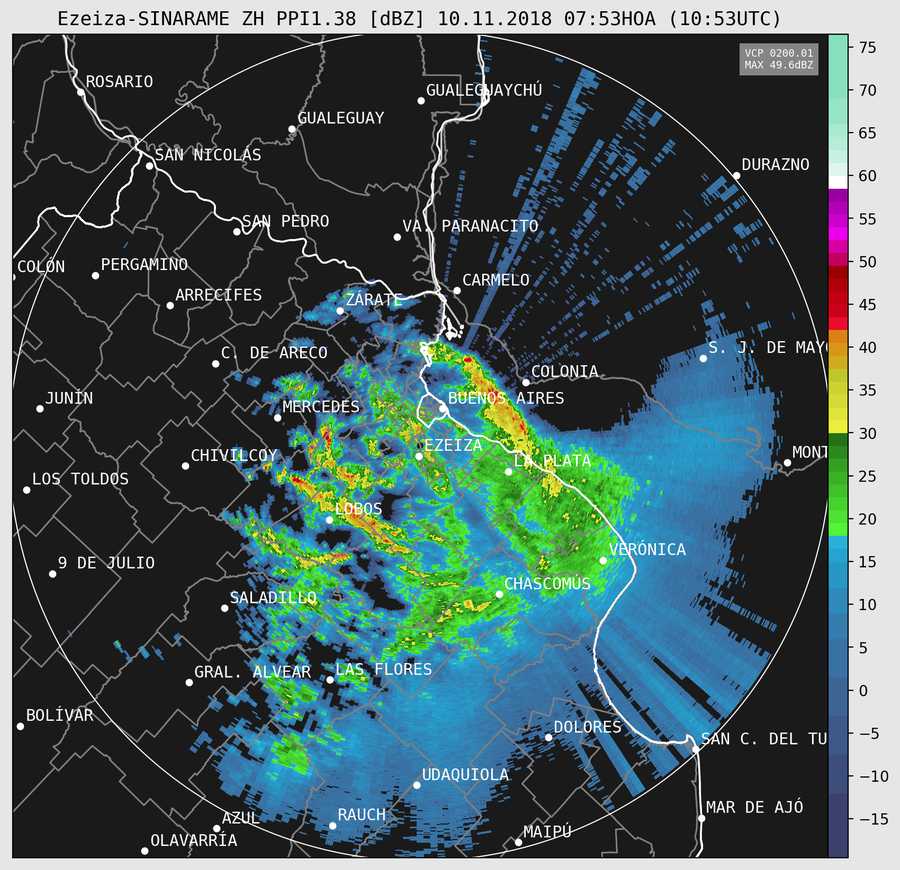 Ezeiza-SINARAME ZH PPI1.38 [dBZ] 10.11.2018 07:53HOA (10:53UTC)
VCP 0200.01
MAX 49.6dBZ
75
ROSARIO
GUALEGUAYCHÚ
70
GUALEGUAY
65
SAN NICOLÁS
DURAZNO
60
SAN PEDRO
VA. PARANACITO
55
COLÓN
PERGAMINO
50
CARMELO
ARRECIFES
ZÁRATE
45
C. DE ARECO
S. J. DE MAY
40
COLONIA
JUNÍN
MERCEDES
BUENOS AIRES
35
EZEIZA
30
CHIVILCOY
LA PLATA
MONT
LOS TOLDOS
25
LOBOS
20
9 DE JULIO
VERÓNICA
15
SALADILLO
CHASCOMÚS
10
5
GRAL. ALVEAR
LAS FLORES
0
BOLÍVAR
DOLORES
SAN C. DEL TU
−5
UDAQUIOLA
−10
AZUL
RAUCH
MAR DE AJÓ
−15
OLAVARRÍA
MAIPÚ